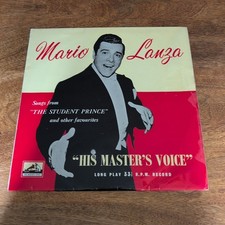 Mario Lanza
Songs from
"THE STUDENT PRINCE"
and other favourites
"HIS MASTER'S VOICE"
LONG PLAY 33⅓ R.P.M. RECORD